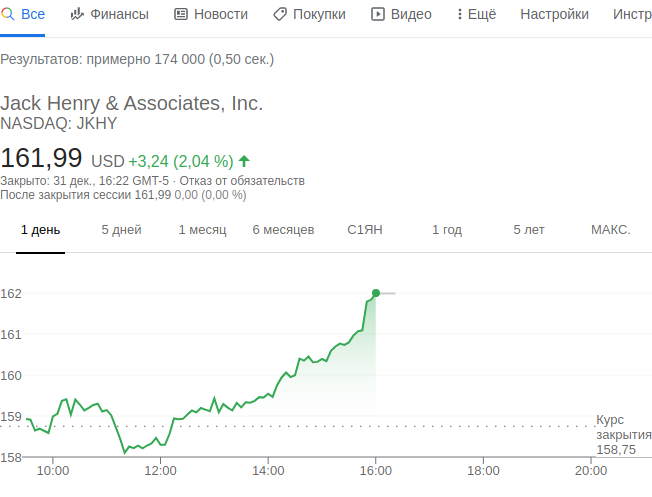 Все Финансы Новости Покупки Видео Ещё Настройки Инстр
Результатов: примерно 174 000 (0,50 сек.)
Jack Henry & Associates, Inc.
NASDAQ: JKHY
161,99 USD +3,24 (2,04 %)
Закрыто: 31 дек., 16:22 GMT-5 · Отказ от обязательств
После закрытия сессии 161,99 0,00 (0,00 %)
1 день 5 дней 1 месяц 6 месяцев С1ЯН 1 год 5 лет МАКС.
162
161
160
159
158
Курс
закрытия
158,75
10:00 12:00 14:00 16:00 18:00 20:00